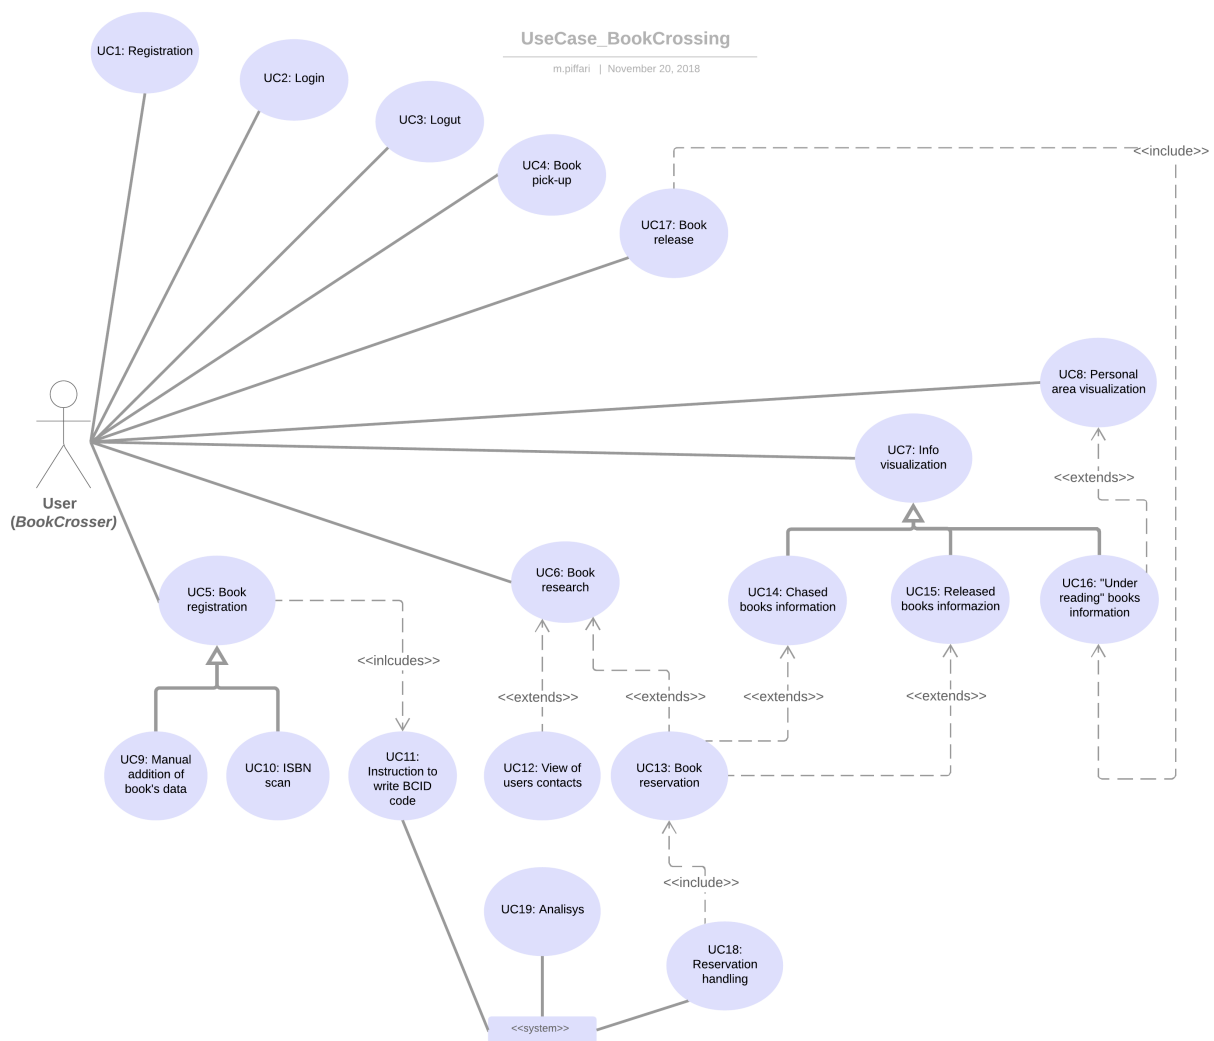 UseCase_BookCrossing
m.piffari | November 20, 2018
UC1: Registration
UC2: Login
UC3: Logut
UC4: Book
pick-up
<<include>>
UC17: Book
release
UC8: Personal
area visualization
UC7: Info
visualization
<<extends>>
User
(BookCrosser)
UC5: Book
registration
UC6: Book
research
UC14: Chased
books information
UC15: Released
books informazion
UC16: "Under
reading" books
information
<<inlcudes>>
<<extends>>
<<extends>>
<<extends>>
<<extends>>
UC9: Manual
addition of
book's data
UC10: ISBN
scan
UC11:
Instruction to
write BCID
code
UC12: View of
users contacts
UC13: Book
reservation
<<include>>
UC19: Analisys
UC18:
Reservation
handling
<<system>>